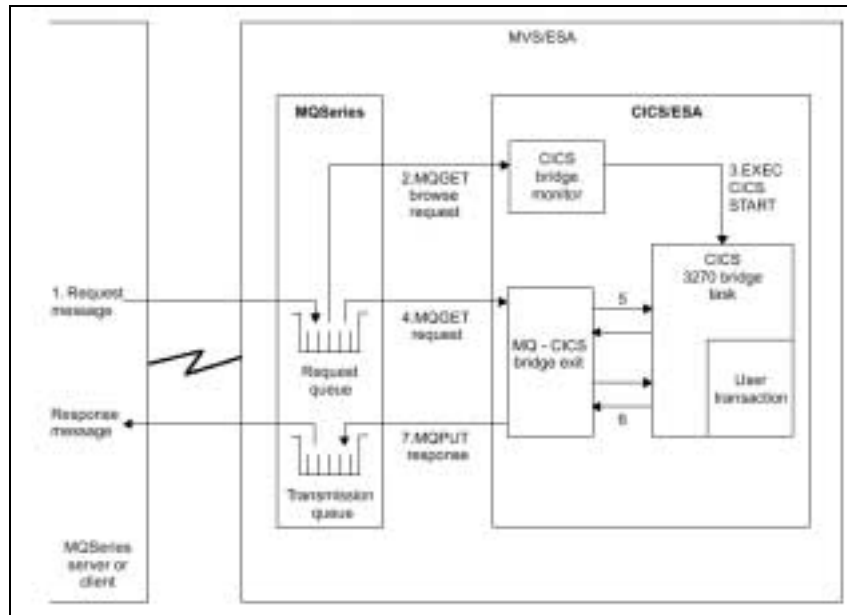 MVS/ESA
MQSeries
CICS/ESA
2.MQGET
browse
request
CICS
bridge
monitor
3.EXEC
CICS
START
1. Request
message
4.MQGET
request
Request
queue
MQ - CICS
bridge exit
5
6
CICS
3270 bridge
task
User
transaction
Response
message
7.MQPUT
response
Transmission
queue
MQSeries
server or
client